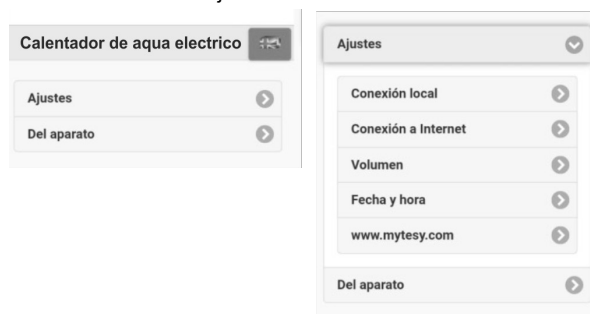 Calentador de aqua electrico
Ajustes
Del aparato
Ajustes
Conexión local
Conexión a Internet
Volumen
Fecha y hora
www.mytesy.com
Del aparato